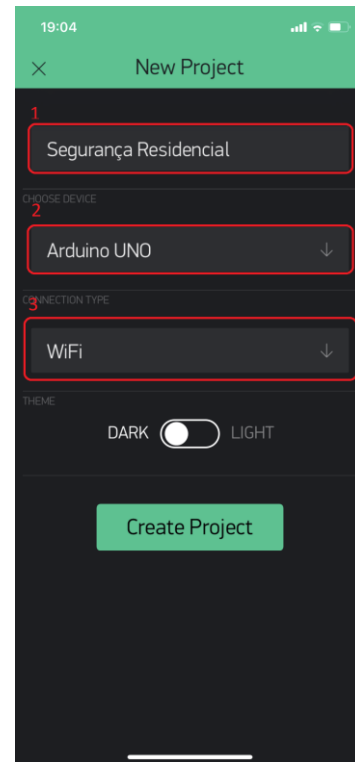 19:04
New Project
1
Segurança Residencial
CHOOSE DEVICE
2
Arduino UNO
CONNECTION TYPE
3
WiFi
THEME
DARK LIGHT
Create Project